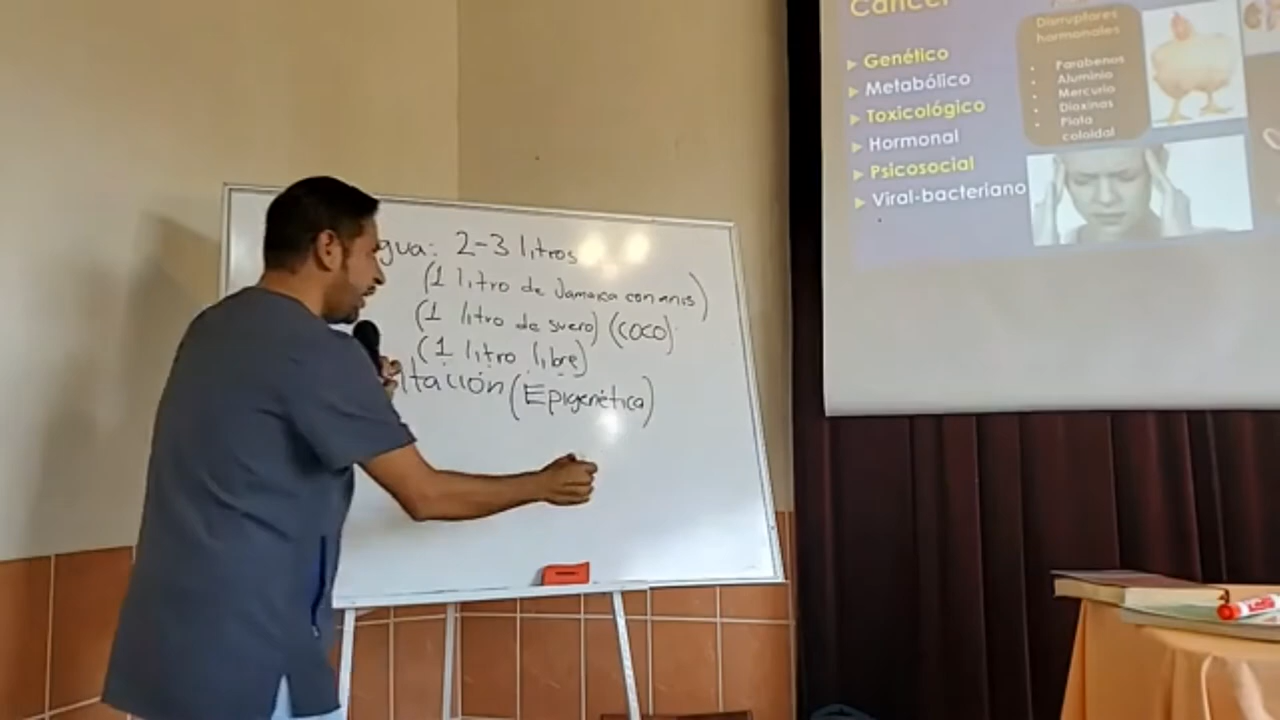 gua: 2-3 litros
(1 litro de Jamaica con anis)
(1 litro de suero) (coco)
(1 litro libre)
ntación (Epigenética)
Cáncer
Genético
Metabólico
Toxicológico
Hormonal
Psicosocial
Viral-bacteriano
Disruptores
hormonales
Parabenos
Aluminio
Mercurio
Dioxinas
Plata
coloidal